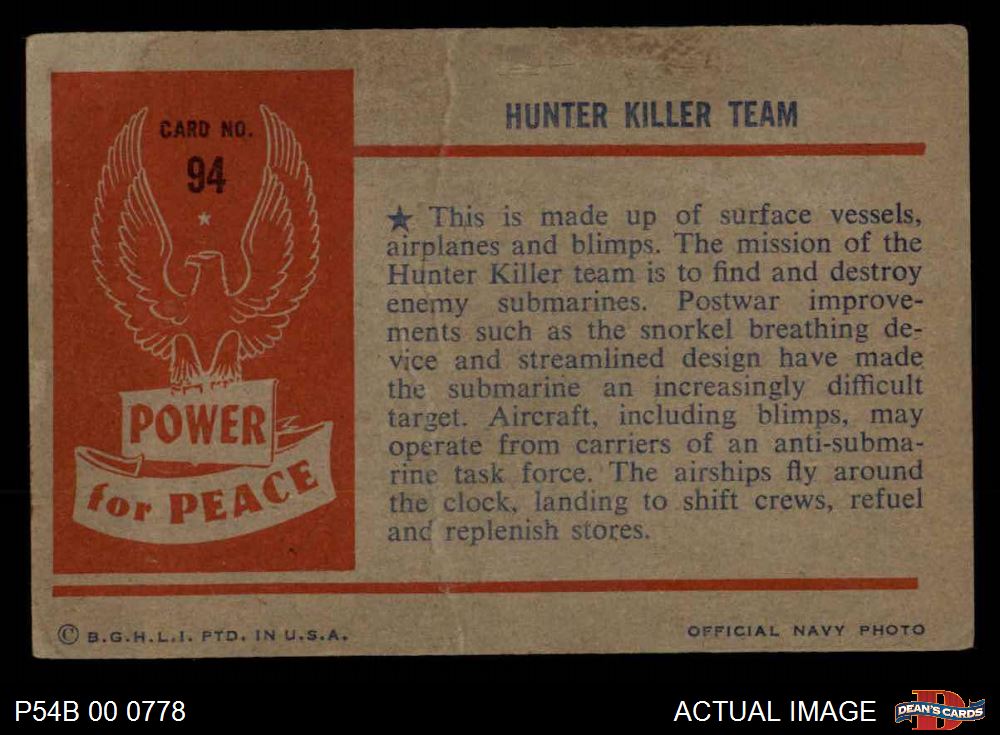 CARD NO.
94
POWER
for PEACE
HUNTER KILLER TEAM
★ This is made up of surface vessels,
airplanes and blimps. The mission of the
Hunter Killer team is to find and destroy
enemy submarines. Postwar improve-
ments such as the snorkel breathing de-
vice and streamlined design have made
the submarine an increasingly difficult
target. Aircraft, including blimps, may
operate from carriers of an anti-subma-
rine task force. The airships fly around
the clock, landing to shift crews, refuel
and replenish stores.
© B.G.H.L.I. PTD. IN U.S.A.
OFFICIAL NAVY PHOTO
P54B 00 0778
ACTUAL IMAGE
D
DEAN'S CARDS